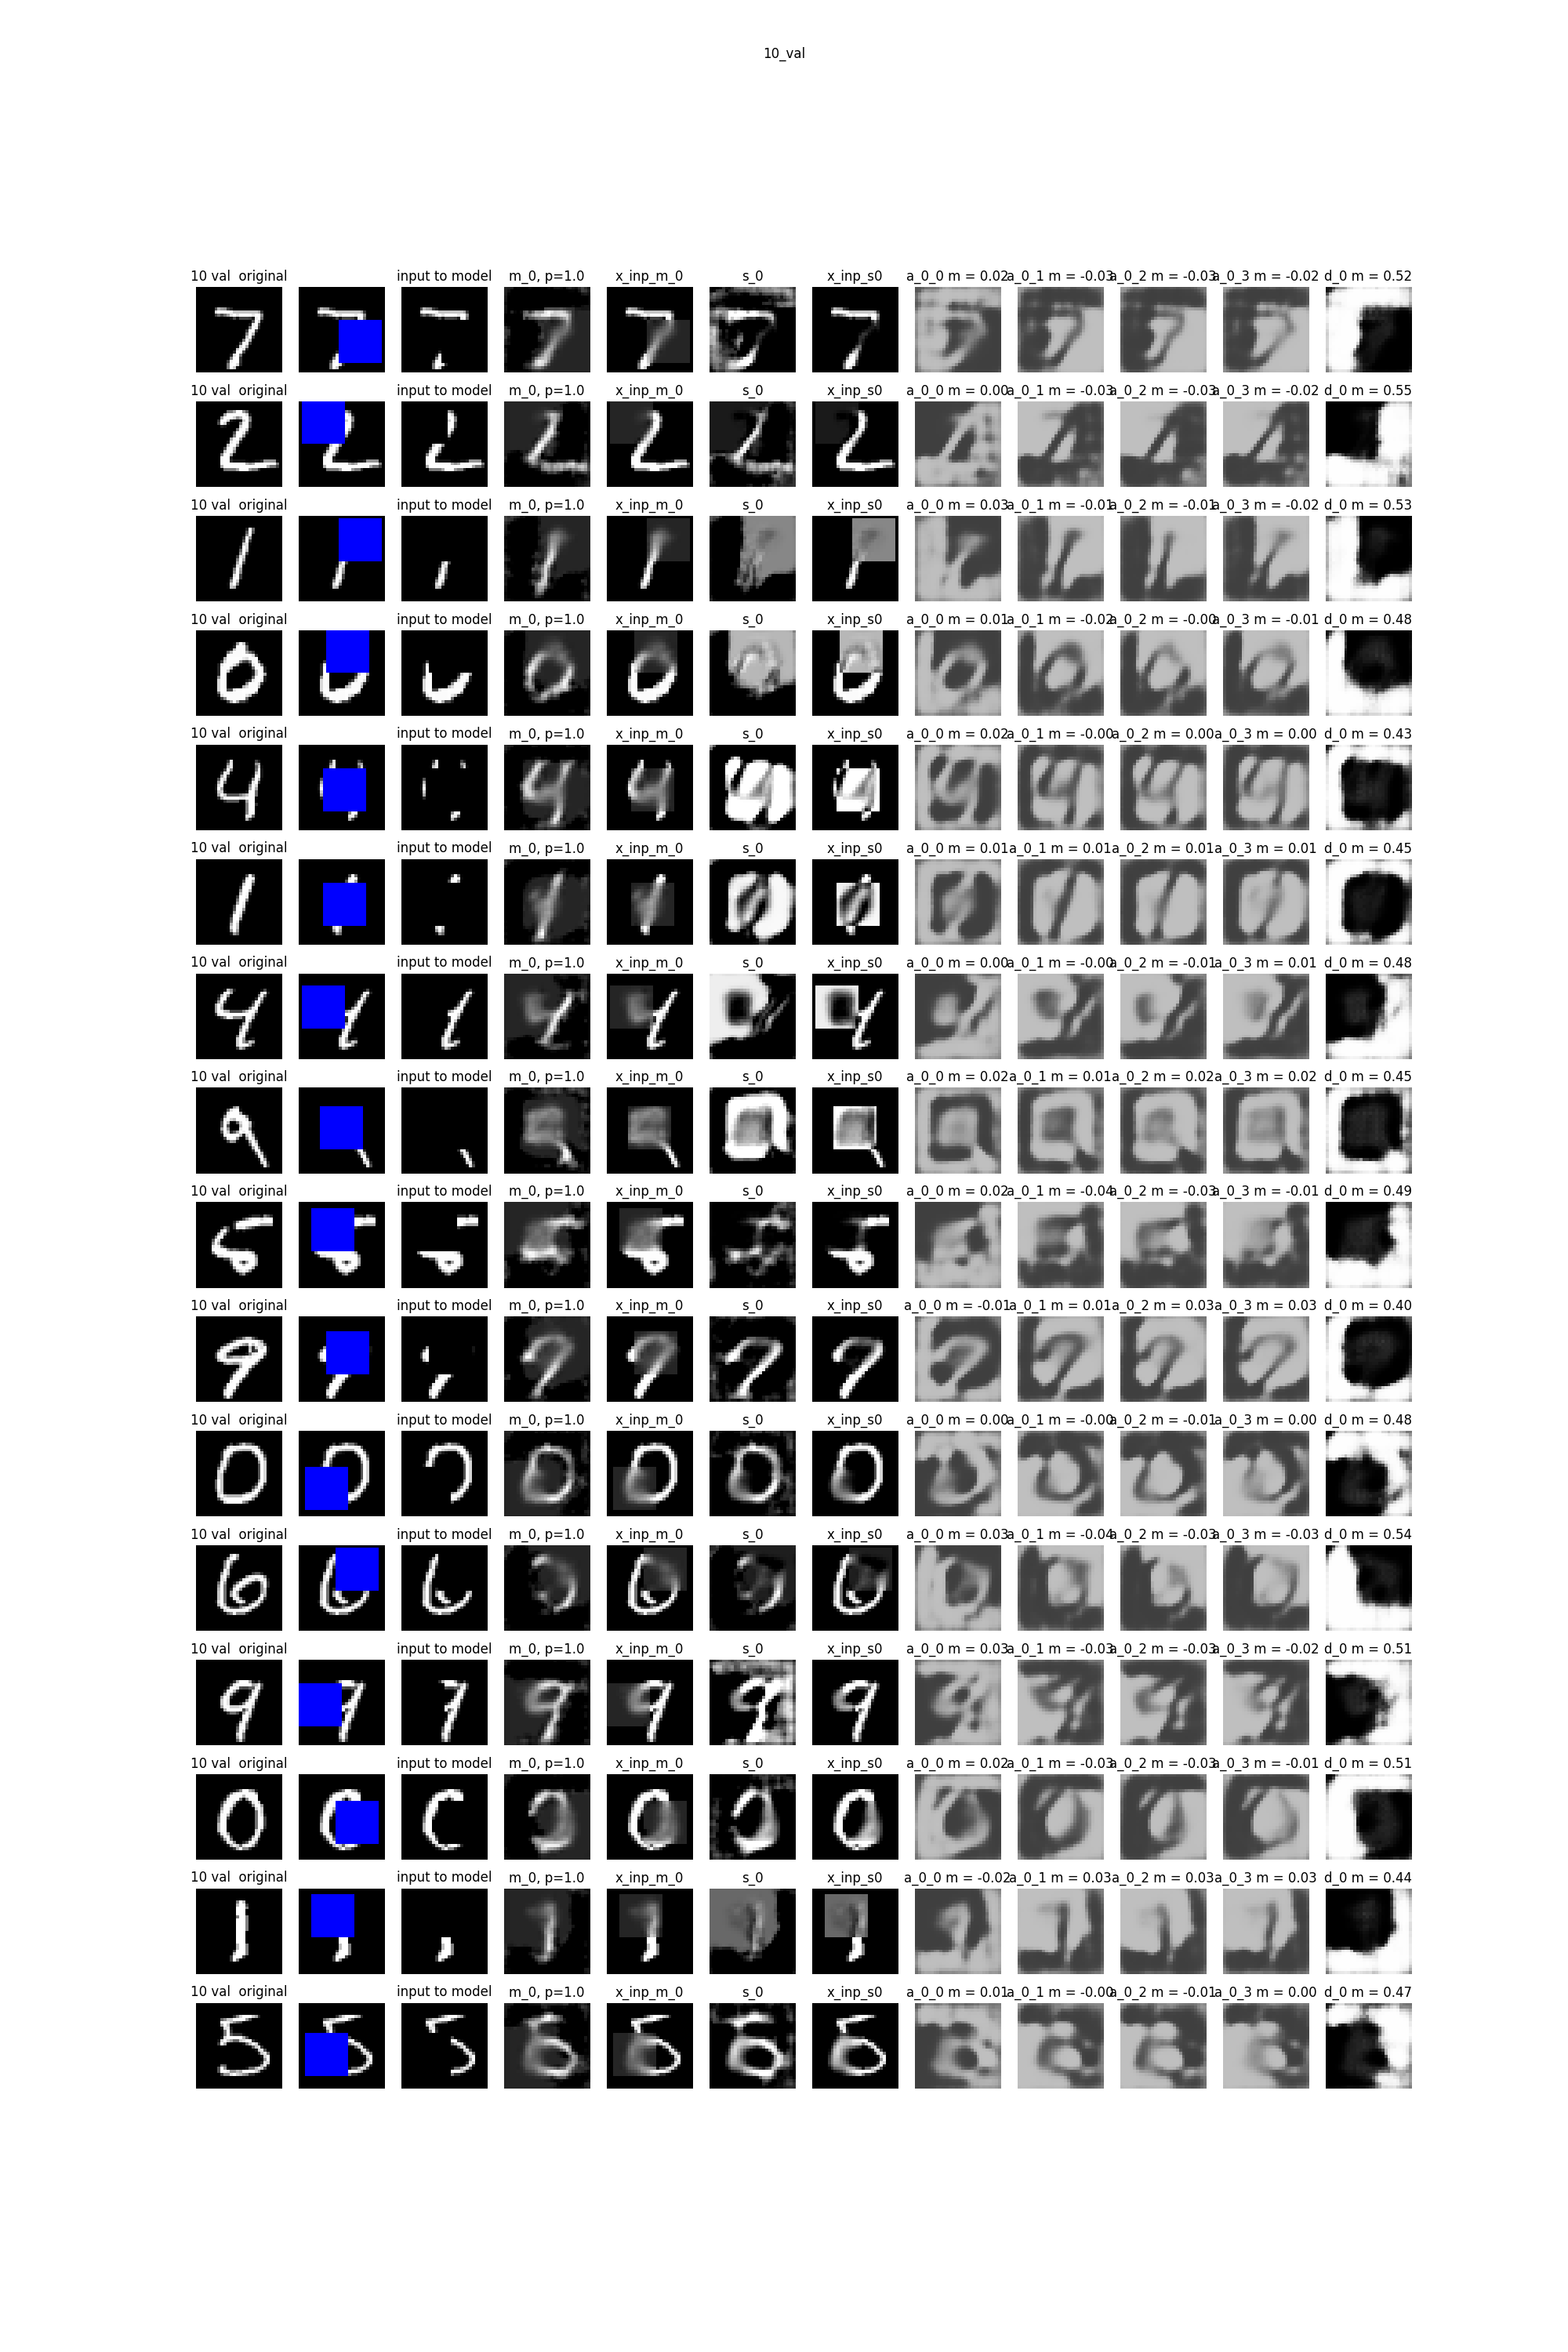 10_val
10 val original input to model m_0, p=1.0 x_inp_m_0 s_0 x_inp_s0 a_0_0 m = 0.02 a_0_1 m = -0.03 a_0_2 m = -0.03 a_0_3 m = -0.02 d_0 m = 0.52
10 val original input to model m_0, p=1.0 x_inp_m_0 s_0 x_inp_s0 a_0_0 m = 0.00 a_0_1 m = -0.03 a_0_2 m = -0.03 a_0_3 m = -0.02 d_0 m = 0.55
10 val original input to model m_0, p=1.0 x_inp_m_0 s_0 x_inp_s0 a_0_0 m = 0.03 a_0_1 m = -0.01 a_0_2 m = -0.01 a_0_3 m = -0.02 d_0 m = 0.53
10 val original input to model m_0, p=1.0 x_inp_m_0 s_0 x_inp_s0 a_0_0 m = 0.01 a_0_1 m = -0.02 a_0_2 m = -0.00 a_0_3 m = -0.01 d_0 m = 0.48
10 val original input to model m_0, p=1.0 x_inp_m_0 s_0 x_inp_s0 a_0_0 m = 0.02 a_0_1 m = -0.00 a_0_2 m = 0.00 a_0_3 m = 0.00 d_0 m = 0.43
10 val original input to model m_0, p=1.0 x_inp_m_0 s_0 x_inp_s0 a_0_0 m = 0.01 a_0_1 m = 0.01 a_0_2 m = 0.01 a_0_3 m = 0.01 d_0 m = 0.45
10 val original input to model m_0, p=1.0 x_inp_m_0 s_0 x_inp_s0 a_0_0 m = 0.00 a_0_1 m = -0.00 a_0_2 m = -0.01 a_0_3 m = 0.01 d_0 m = 0.48
10 val original input to model m_0, p=1.0 x_inp_m_0 s_0 x_inp_s0 a_0_0 m = 0.02 a_0_1 m = 0.01 a_0_2 m = 0.02 a_0_3 m = 0.02 d_0 m = 0.45
10 val original input to model m_0, p=1.0 x_inp_m_0 s_0 x_inp_s0 a_0_0 m = 0.02 a_0_1 m = -0.04 a_0_2 m = -0.03 a_0_3 m = -0.01 d_0 m = 0.49
10 val original input to model m_0, p=1.0 x_inp_m_0 s_0 x_inp_s0 a_0_0 m = -0.01 a_0_1 m = 0.01 a_0_2 m = 0.03 a_0_3 m = 0.03 d_0 m = 0.40
10 val original input to model m_0, p=1.0 x_inp_m_0 s_0 x_inp_s0 a_0_0 m = 0.00 a_0_1 m = -0.00 a_0_2 m = -0.01 a_0_3 m = 0.00 d_0 m = 0.48
10 val original input to model m_0, p=1.0 x_inp_m_0 s_0 x_inp_s0 a_0_0 m = 0.03 a_0_1 m = -0.04 a_0_2 m = -0.03 a_0_3 m = -0.03 d_0 m = 0.54
10 val original input to model m_0, p=1.0 x_inp_m_0 s_0 x_inp_s0 a_0_0 m = 0.03 a_0_1 m = -0.03 a_0_2 m = -0.03 a_0_3 m = -0.02 d_0 m = 0.51
10 val original input to model m_0, p=1.0 x_inp_m_0 s_0 x_inp_s0 a_0_0 m = 0.02 a_0_1 m = -0.03 a_0_2 m = -0.03 a_0_3 m = -0.01 d_0 m = 0.51
10 val original input to model m_0, p=1.0 x_inp_m_0 s_0 x_inp_s0 a_0_0 m = -0.02 a_0_1 m = 0.03 a_0_2 m = 0.03 a_0_3 m = 0.03 d_0 m = 0.44
10 val original input to model m_0, p=1.0 x_inp_m_0 s_0 x_inp_s0 a_0_0 m = 0.01 a_0_1 m = -0.00 a_0_2 m = -0.01 a_0_3 m = 0.00 d_0 m = 0.47